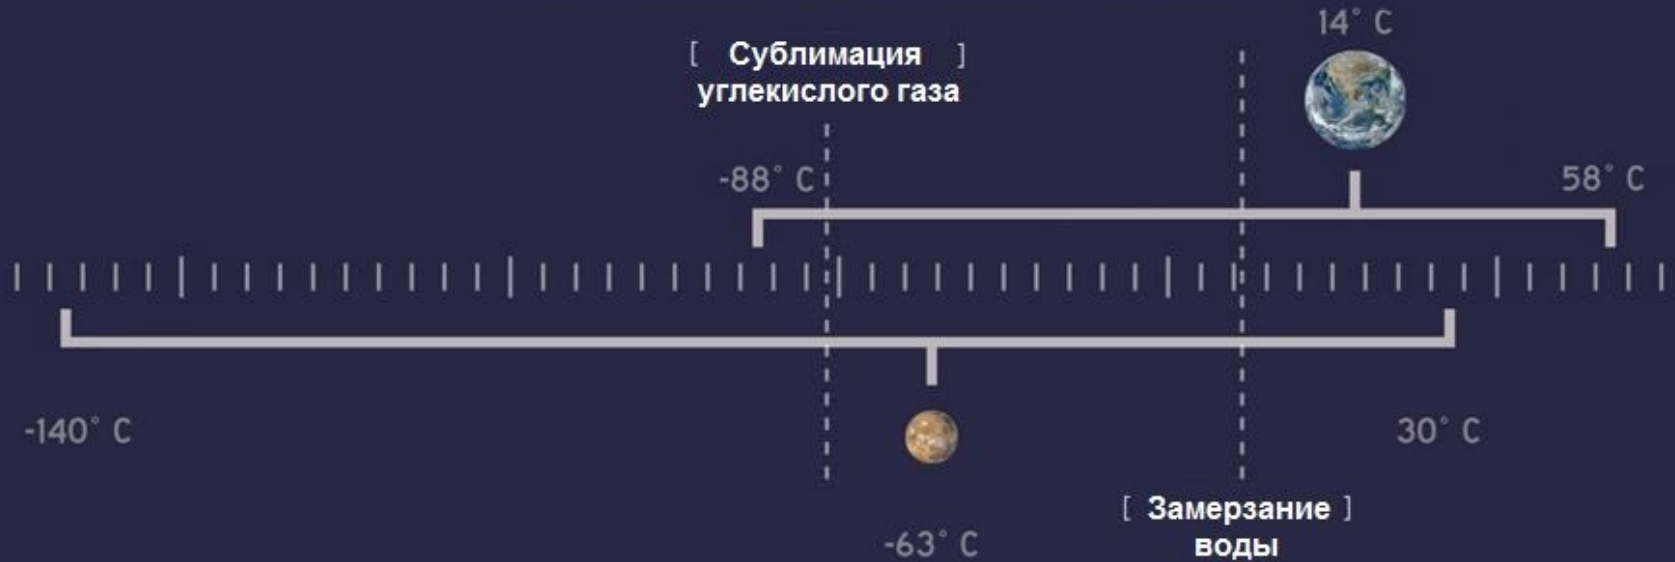 14° C
[ Сублимация ]
углекислого газа
-88° C
58° C
-140° C
30° C
[ Замерзание ]
воды
-63° C